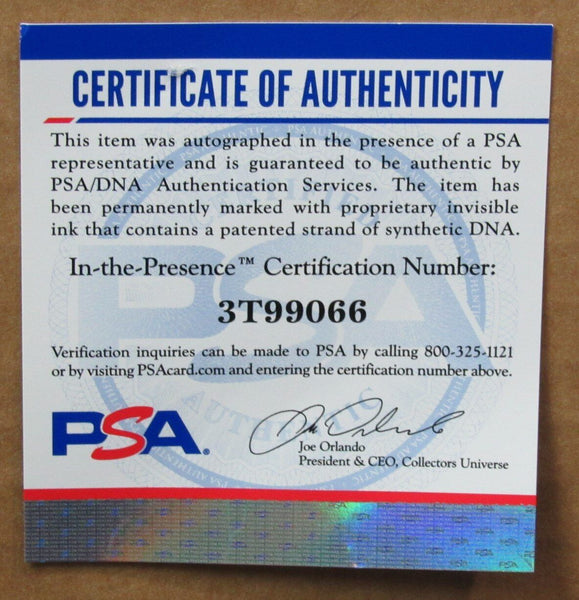 CERTIFICATE OF AUTHENTICITY
This item was autographed in the presence of a PSA
representative and is guaranteed to be authentic by
PSA/DNA Authentication Services. The item has
been permanently marked with proprietary invisible
ink that contains a patented strand of synthetic DNA.
In-the-Presence™ Certification Number:
3T99066
Verification inquiries can be made to PSA by calling 800-325-1121
or by visiting PSAcard.com and entering the certification number above.
PSA.
Joe Orlando
President & CEO, Collectors Universe